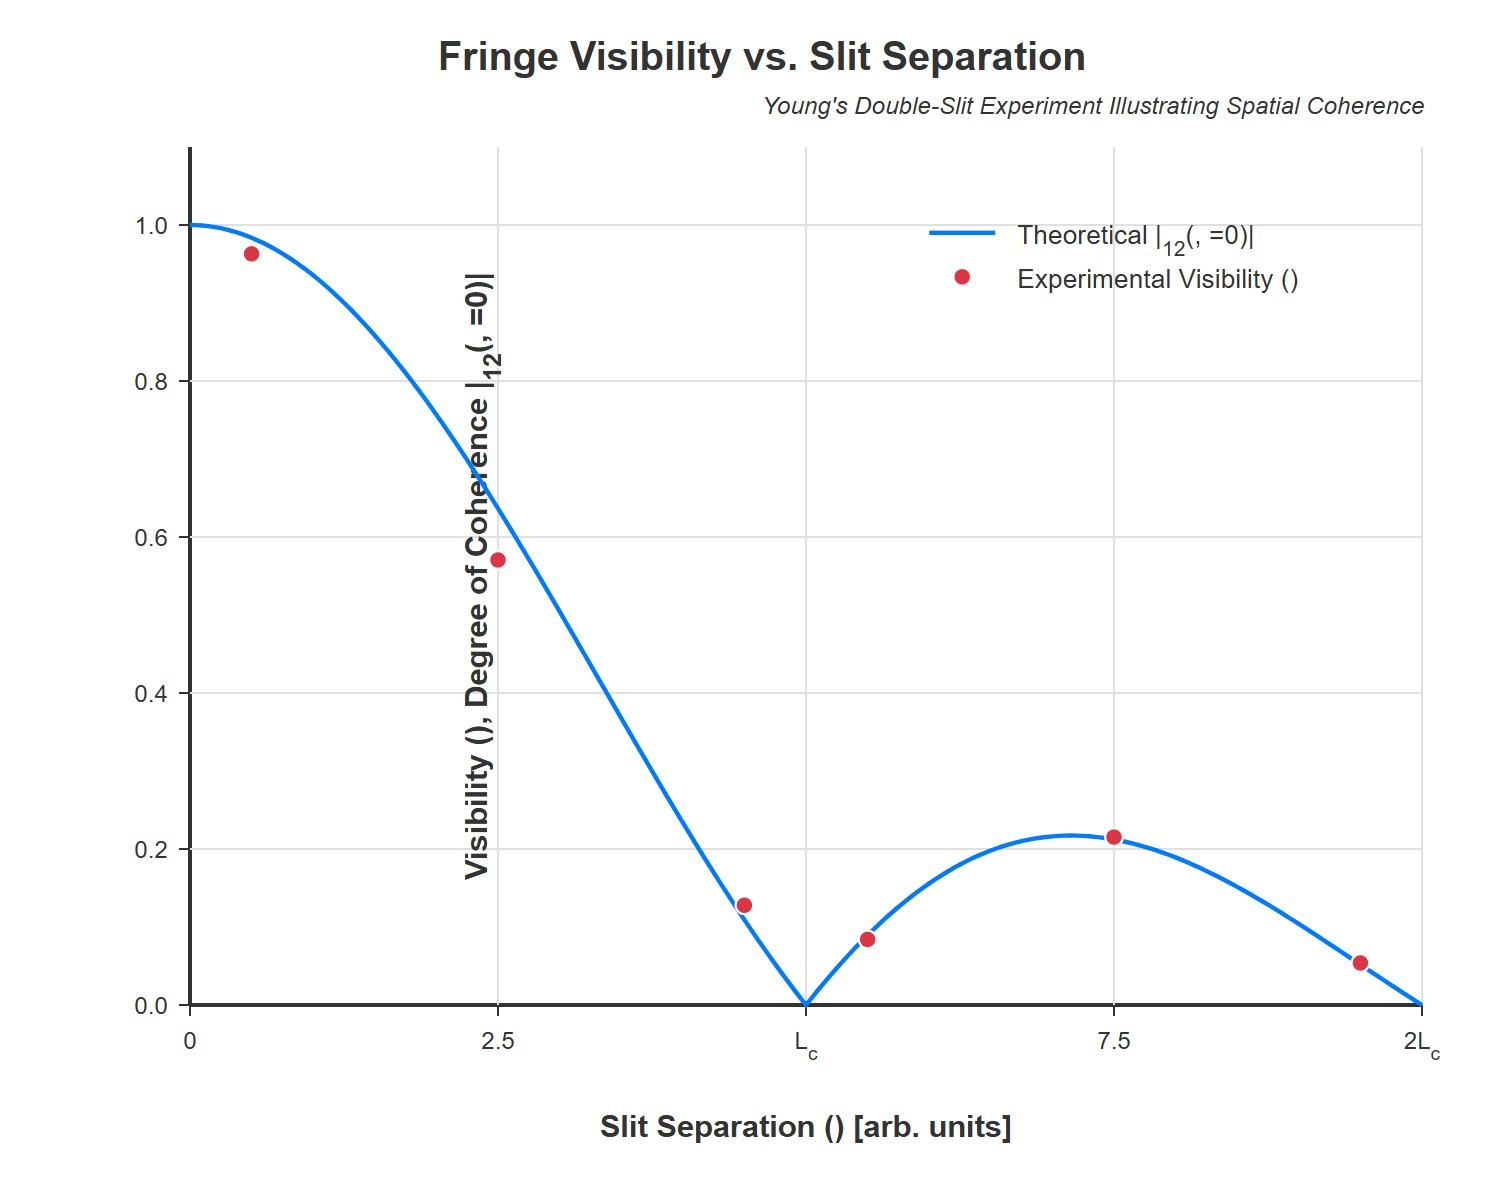 Fringe Visibility vs. Slit Separation
Young's Double-Slit Experiment Illustrating Spatial Coherence
Theoretical |12(, =0)|
Experimental Visibility ()
Visibility (), Degree of Coherence |12(, =0)|
1.0
0.8
0.6
0.4
0.2
0.0
0 2.5 Lc 7.5 2Lc
Slit Separation () [arb. units]